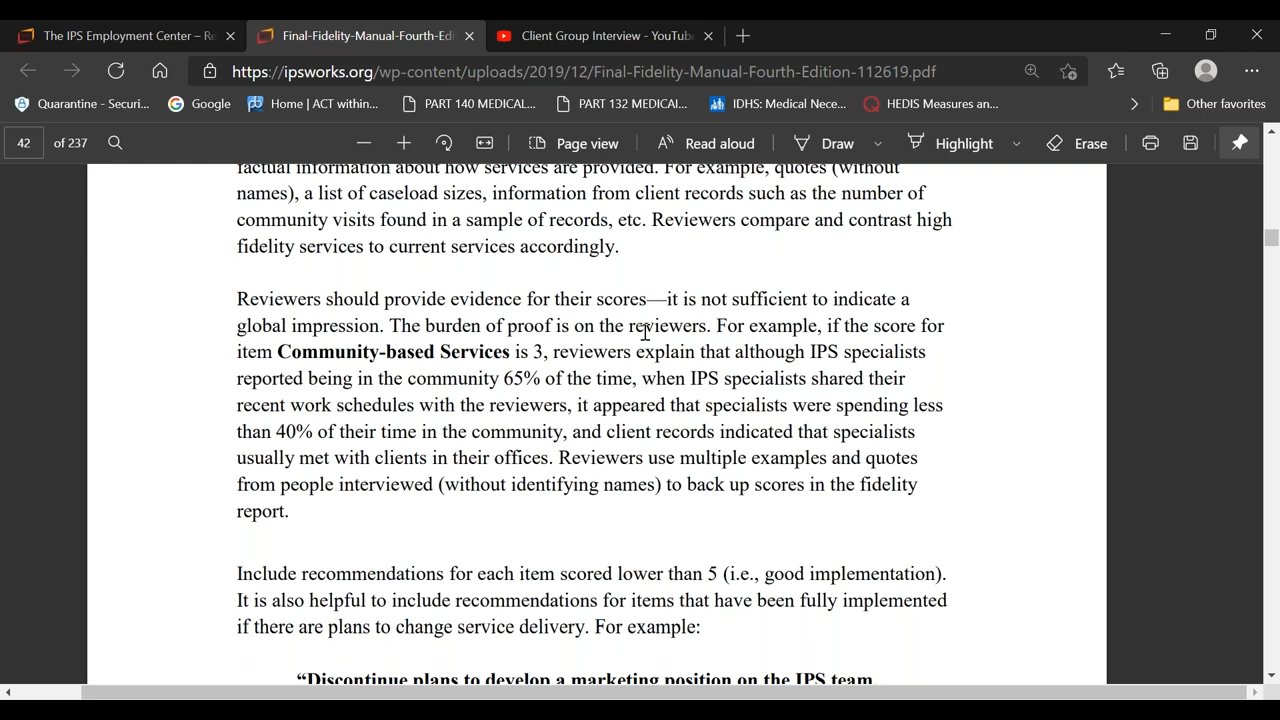 The IPS Employment Center – Re
Final-Fidelity-Manual-Fourth-Edi
Client Group Interview - YouTube
https://ipsworks.org/wp-content/uploads/2019/12/Final-Fidelity-Manual-Fourth-Edition-112619.pdf
Quarantine - Securi...
Google
Home | ACT within...
PART 140 MEDICAL...
PART 132 MEDICAI...
IDHS: Medical Nece...
HEDIS Measures an...
Other favorites
42 of 237
Page view
Read aloud
Draw
Highlight
Erase
factual information about how services are provided. For example, quotes (without
names), a list of caseload sizes, information from client records such as the number of
community visits found in a sample of records, etc. Reviewers compare and contrast high
fidelity services to current services accordingly.
Reviewers should provide evidence for their scores—it is not sufficient to indicate a
global impression. The burden of proof is on the reviewers. For example, if the score for
item Community-based Services is 3, reviewers explain that although IPS specialists
reported being in the community 65% of the time, when IPS specialists shared their
recent work schedules with the reviewers, it appeared that specialists were spending less
than 40% of their time in the community, and client records indicated that specialists
usually met with clients in their offices. Reviewers use multiple examples and quotes
from people interviewed (without identifying names) to back up scores in the fidelity
report.
Include recommendations for each item scored lower than 5 (i.e., good implementation).
It is also helpful to include recommendations for items that have been fully implemented
if there are plans to change service delivery. For example:
“Discontinue plans to develop a marketing position on the IPS team